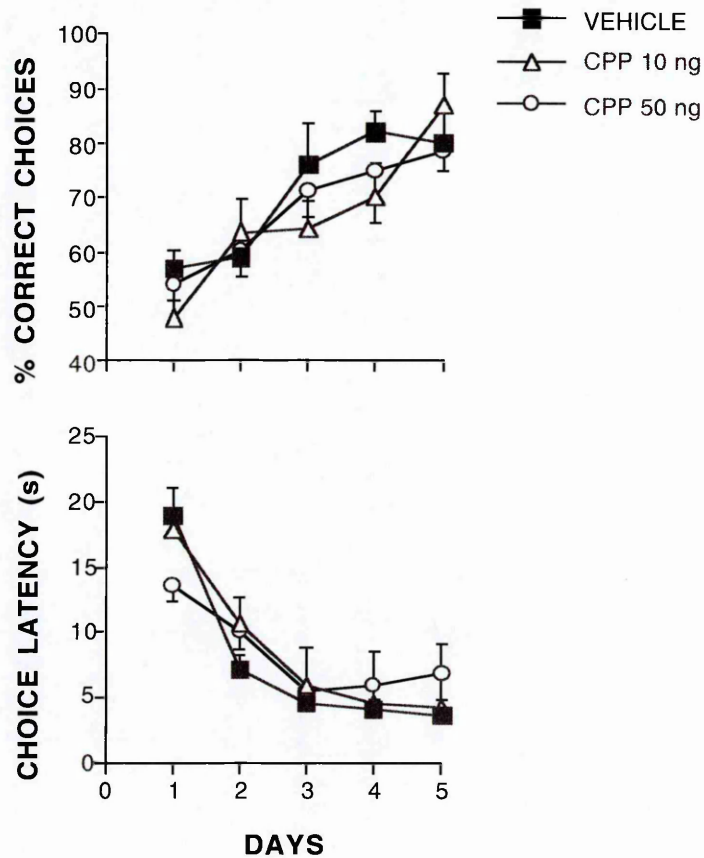 VEHICLE
CPP 10 ng
CPP 50 ng
% CORRECT CHOICES
100
90
80
70
60
50
40
CHOICE LATENCY (s)
25
20
15
10
5
0
0 1 2 3 4 5
DAYS